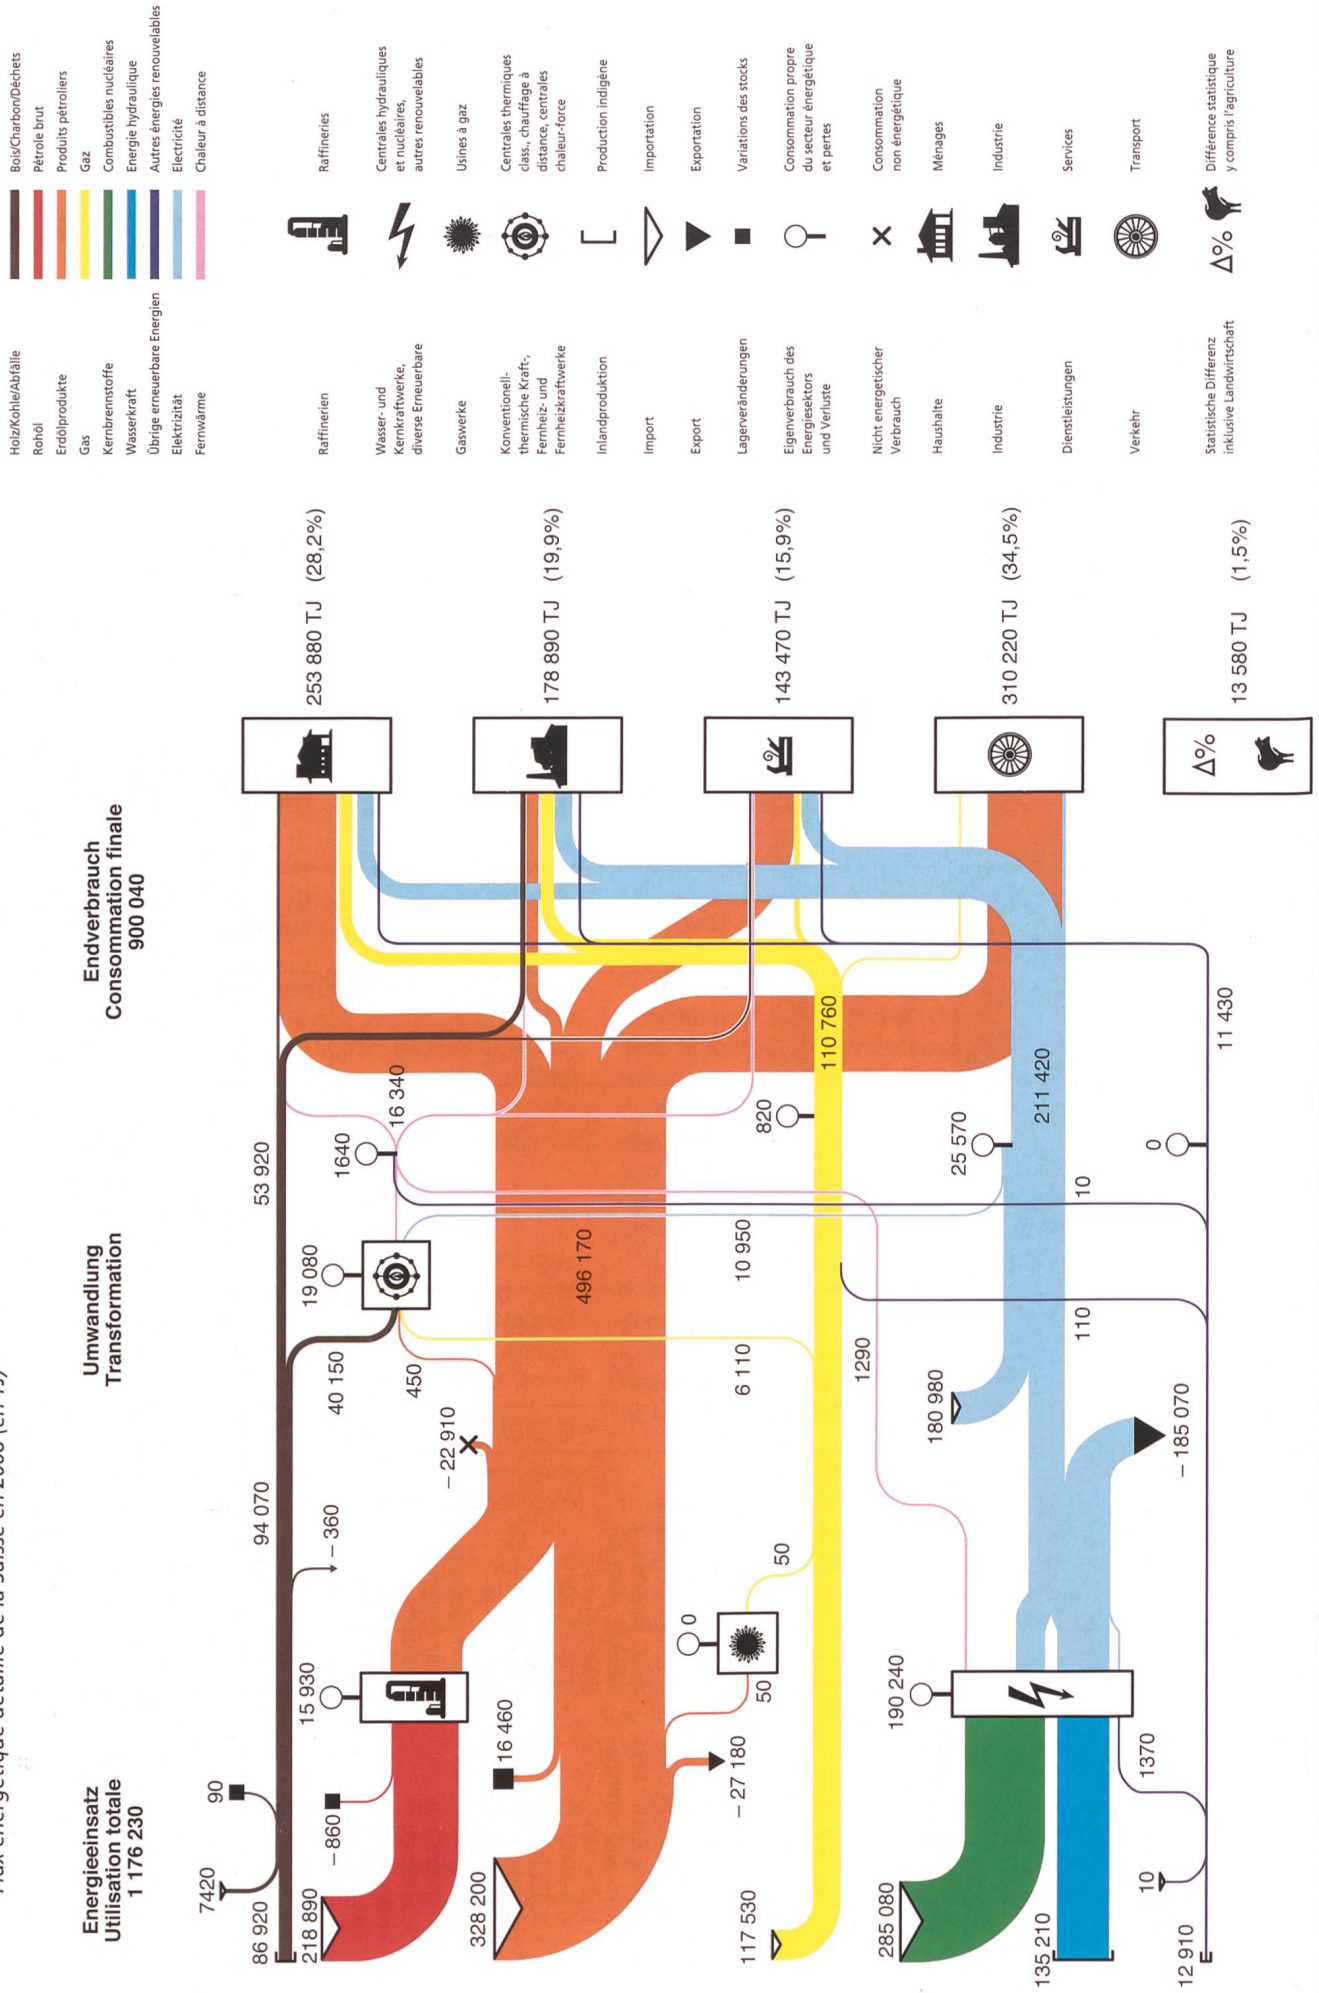 Flux énergétique détaillé de la Suisse en 2008 (en TJ)
Energieeinsatz
Utilisation totale
1 176 230
Umwandlung
Transformation
Endverbrauch
Consommation finale
900 040
7420
90
86 920
94 070
– 360
53 920
218 890
–860
15 930
40 150
19 080
1640
16 340
450
253 880 TJ (28,2%)
328 200
16 460
– 22 910
496 170
178 890 TJ (19,9%)
– 27 180
50
0
50
117 530
6 110
10 950
820
110 760
143 470 TJ (15,9%)
1290
285 080
190 240
180 980
25 570
211 420
310 220 TJ (34,5%)
135 210
110
10
1370
– 185 070
10
12 910
0
11 430
Δ%
13 580 TJ (1,5%)
Holz/Kohle/Abfälle
Bois/Charbon/Déchets
Rohöl
Pétrole brut
Erdölprodukte
Produits pétroliers
Gas
Gaz
Kernbrennstoffe
Combustibles nucléaires
Wasserkraft
Energie hydraulique
Übrige erneuerbare Energien
Autres énergies renouvelables
Elektrizität
Electricité
Fernwärme
Chaleur à distance
Raffinerien
Raffineries
Wasser- und
Kernkraftwerke,
diverse Erneuerbare
Centrales hydrauliques
et nucléaires,
autres renouvelables
Gaswerke
Usines à gaz
Konventionell-
thermische Kraft-,
Fernheiz- und
Fernheizkraftwerke
Centrales thermiques
class., chauffage à
distance, centrales
chaleur-force
Inlandproduktion
Production indigène
Import
Importation
Export
Exportation
Lagerveränderungen
Variations des stocks
Eigenverbrauch des
Energiesektors
und Verluste
Consommation propre
du secteur énergétique
et pertes
Nicht energetischer
Verbrauch
Consommation
non énergétique
Haushalte
Ménages
Industrie
Industrie
Dienstleistungen
Services
Verkehr
Transport
Statistische Differenz
inklusive Landwirtschaft
Δ%
Différence statistique
y compris l'agriculture